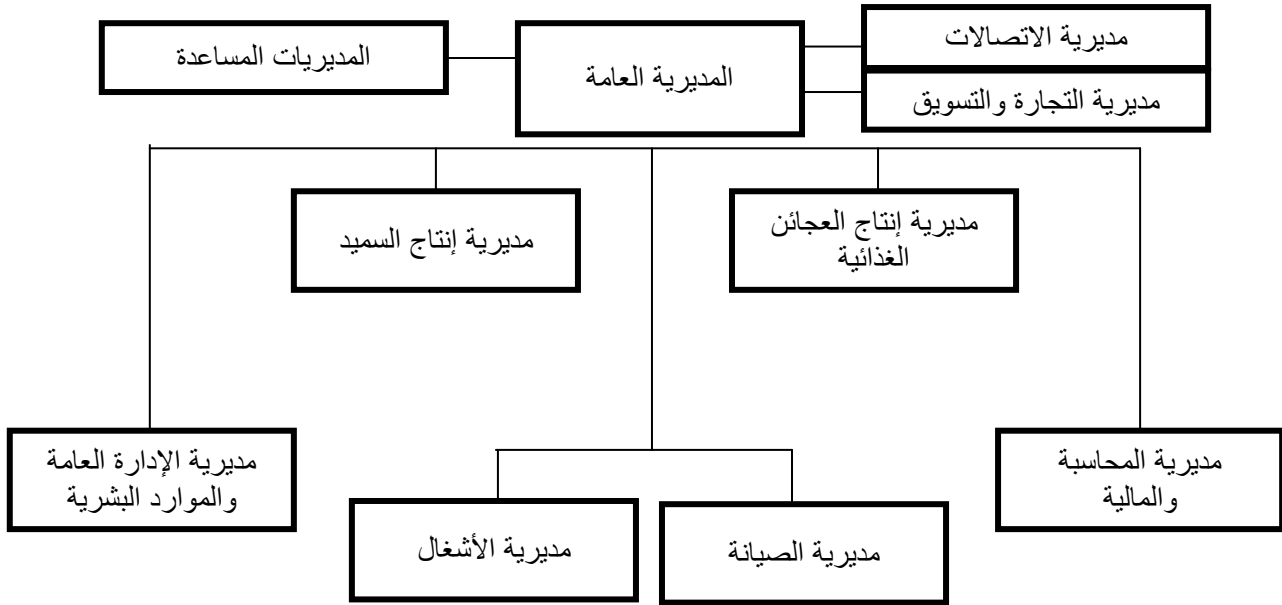 مديرية الاتصالات
المديرية العامة
المديريات المساعدة
مديرية التجارة والتسويق
مديرية إنتاج العجائن
الغذائية
مديرية إنتاج السميد
مديرية المحاسبة
والمالية
مديرية الإدارة العامة
والموارد البشرية
مديرية الصيانة
مديرية الأشغال